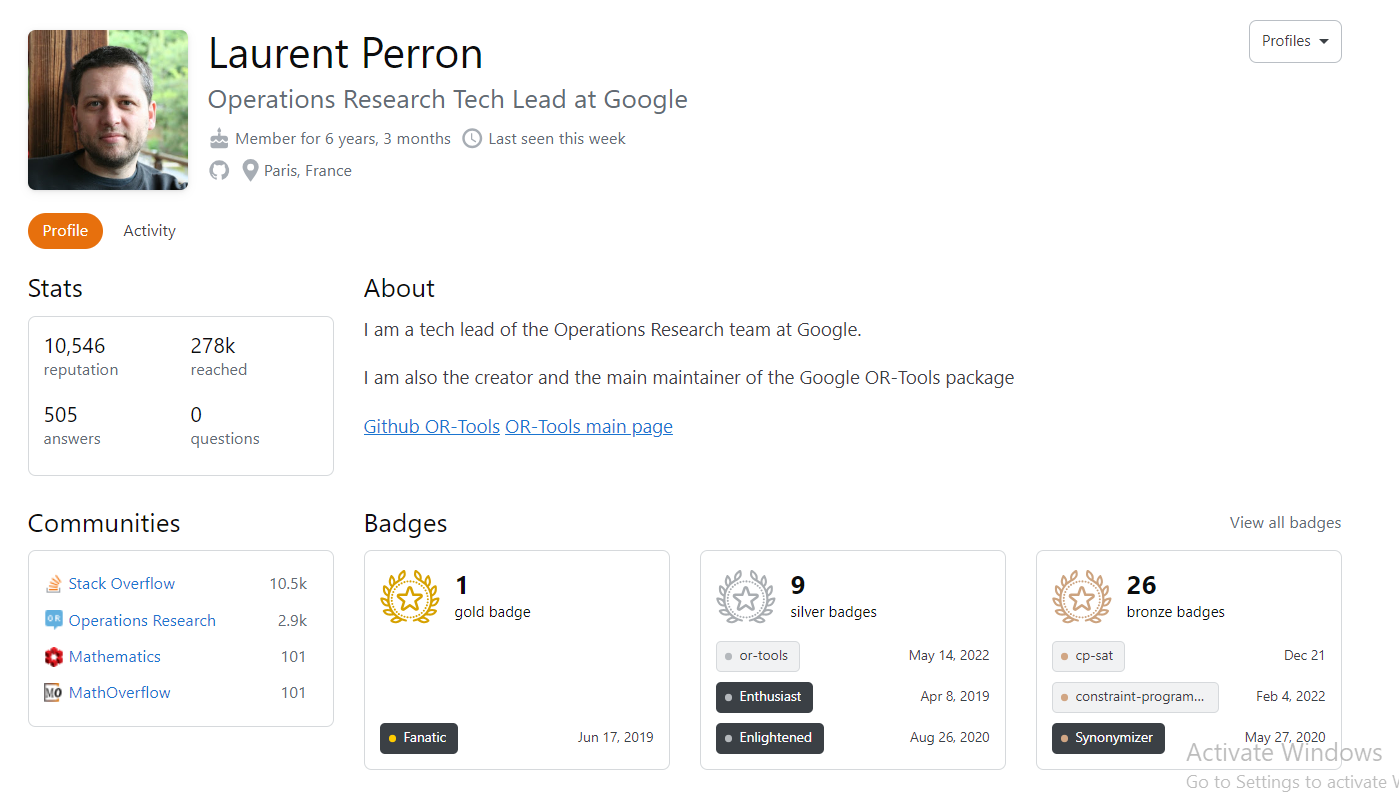 Laurent Perron
Profiles
Operations Research Tech Lead at Google
Member for 6 years, 3 months Last seen this week
Paris, France
Profile Activity
Stats
10,546 278k
reputation reached
505 0
answers questions
About
I am a tech lead of the Operations Research team at Google.
I am also the creator and the main maintainer of the Google OR-Tools package
Github OR-Tools OR-Tools main page
Communities
Stack Overflow 10.5k
OR Operations Research 2.9k
Mathematics 101
MO MathOverflow 101
Badges View all badges
1
gold badge
Fanatic Jun 17, 2019
9
silver badges
or-tools May 14, 2022
Enthusiast Apr 8, 2019
Enlightened Aug 26, 2020
26
bronze badges
cp-sat Dec 21
constraint-program... Feb 4, 2022
Synonymizer May 27, 2020
Activate Windows
Go to Settings to activate W